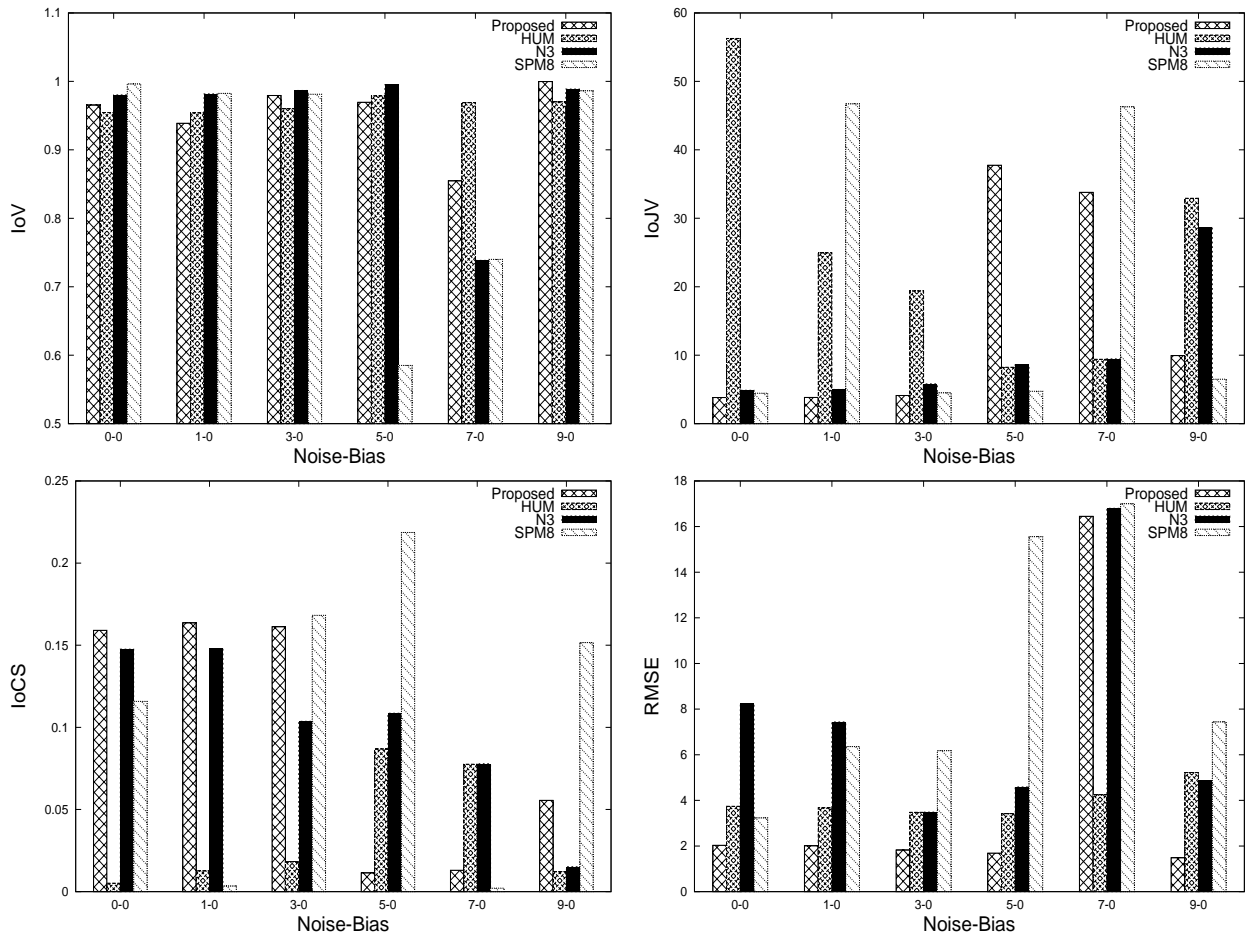 1.1
1
0.9
0.8
0.7
0.6
0.5
IoV
Proposed
HUM
N3
SPM8
0-0 1-0 3-0 5-0 7-0 9-0
Noise-Bias
60
50
40
30
20
10
0
IoJV
Proposed
HUM
N3
SPM8
0-0 1-0 3-0 5-0 7-0 9-0
Noise-Bias
0.25
0.2
0.15
0.1
0.05
0
IoCS
Proposed
HUM
N3
SPM8
0-0 1-0 3-0 5-0 7-0 9-0
Noise-Bias
18
16
14
12
10
8
6
4
2
0
RMSE
Proposed
HUM
N3
SPM8
0-0 1-0 3-0 5-0 7-0 9-0
Noise-Bias